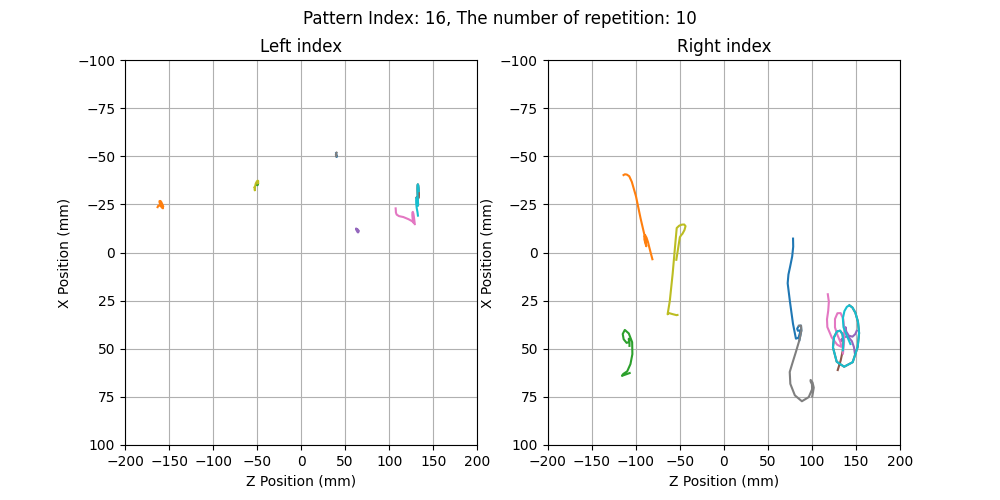 Pattern Index: 16, The number of repetition: 10
Left index
Right index
−100
−75
−50
−25
0
25
50
75
100
−200 −150 −100 −50 0 50 100 150 200
X Position (mm)
Z Position (mm)
−100
−75
−50
−25
0
25
50
75
100
−200 −150 −100 −50 0 50 100 150 200
X Position (mm)
Z Position (mm)